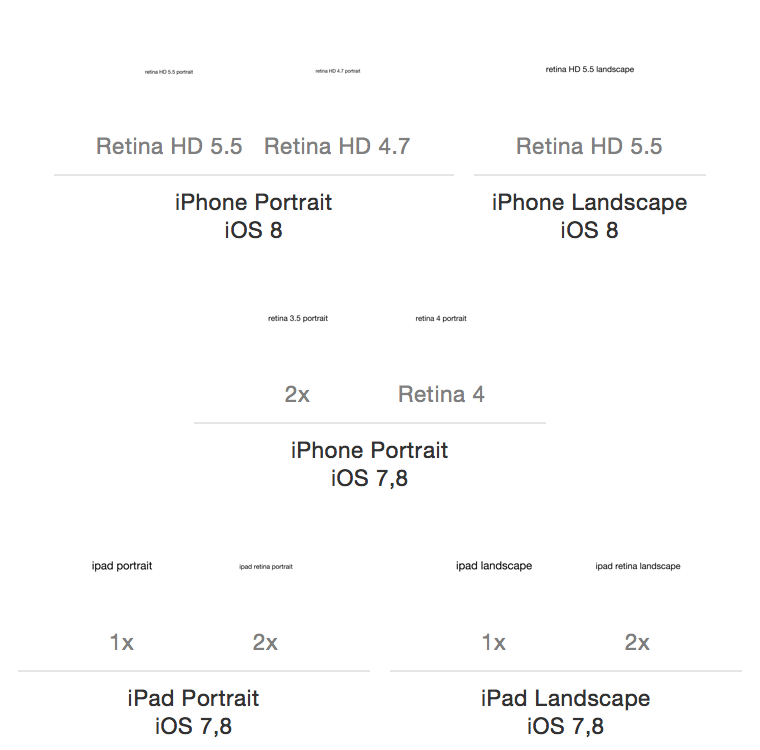 retina HD 5.5 portrait
retina HD 4.7 portrait
retina HD 5.5 landscape
Retina HD 5.5
Retina HD 4.7
Retina HD 5.5
iPhone Portrait
iOS 8
iPhone Landscape
iOS 8
retina 3.5 portrait
retina 4 portrait
2x
Retina 4
iPhone Portrait
iOS 7,8
ipad portrait
ipad retina portrait
ipad landscape
ipad retina landscape
1x
2x
1x
2x
iPad Portrait
iOS 7,8
iPad Landscape
iOS 7,8